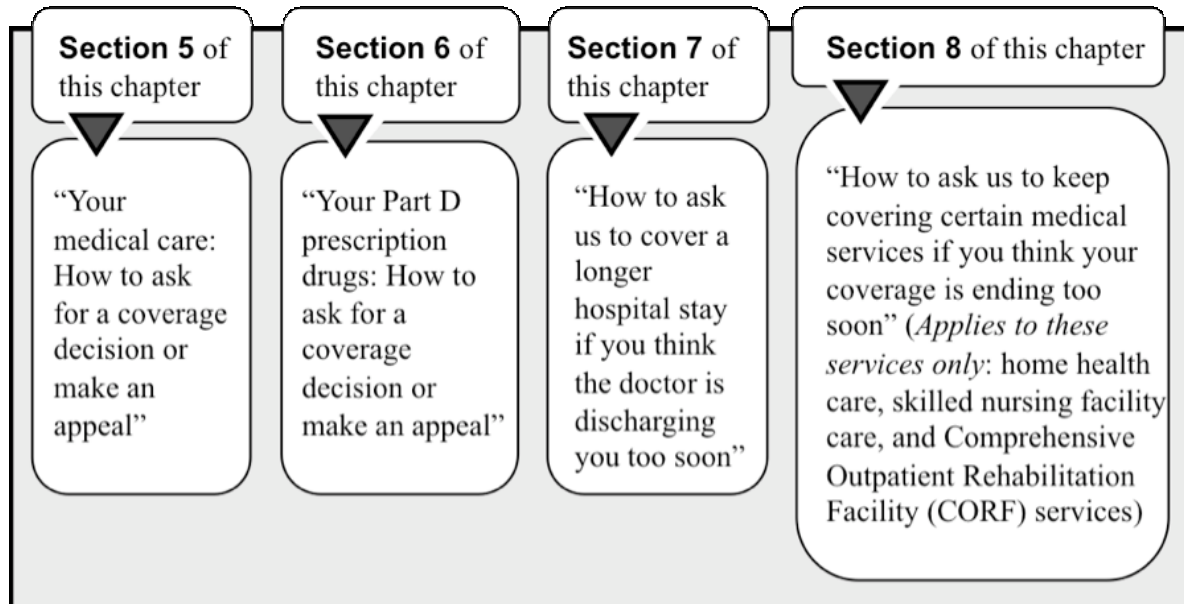 Section 5 of
this chapter
“Your
medical care:
How to ask
for a coverage
decision or
make an
appeal”
Section 6 of
this chapter
“Your Part D
prescription
drugs: How to
ask for a
coverage
decision or
make an appeal”
Section 7 of
this chapter
“How to ask
us to cover a
longer
hospital stay
if you think
the doctor is
discharging
you too soon”
Section 8 of this chapter
“How to ask us to keep
covering certain medical
services if you think your
coverage is ending too
soon” (Applies to these
services only: home health
care, skilled nursing facility
care, and Comprehensive
Outpatient Rehabilitation
Facility (CORF) services)